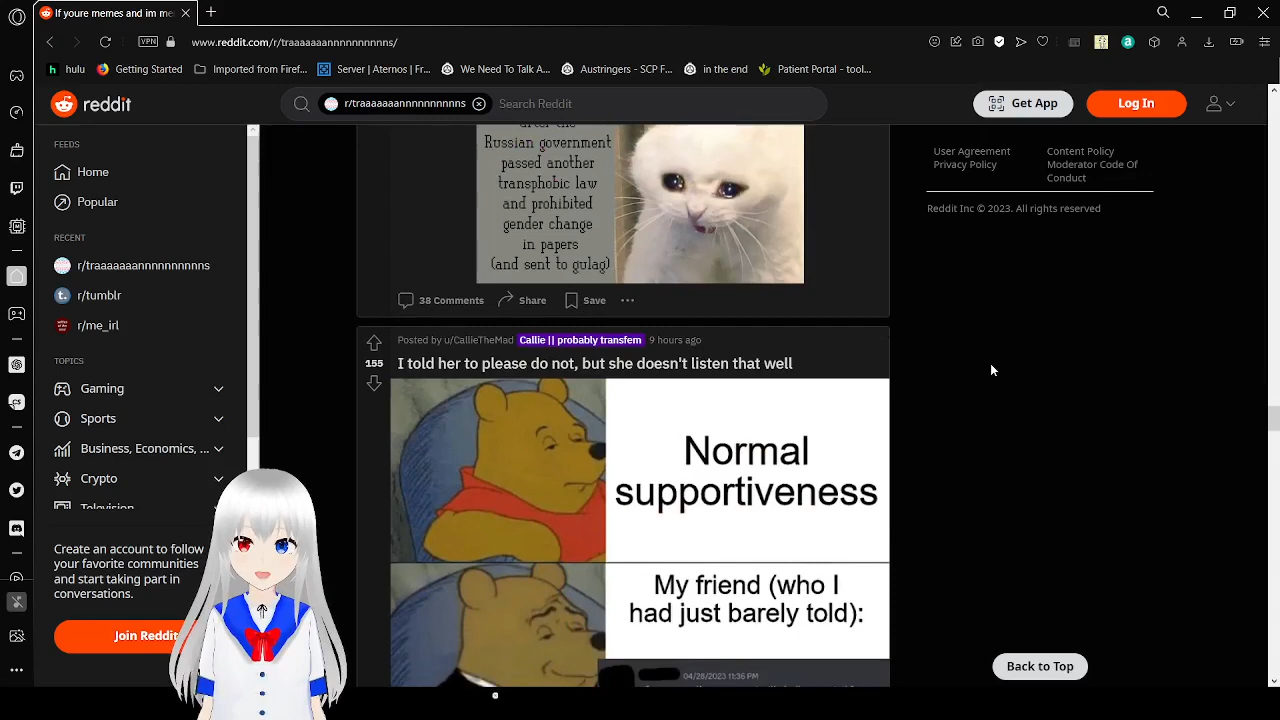 If youre memes and im me
www.reddit.com/r/traaaaaaannnnnnnnnns/
VPN
hulu
Getting Started
Imported from Firef...
Server | Aternos | Fr...
We Need To Talk A...
Austringers - SCP F...
in the end
Patient Portal - tool...
reddit
r/traaaaaaannnnnnnnnns
Search Reddit
Get App
Log In
FEEDS
Home
Popular
RECENT
r/traaaaaaannnnnnnnnns
r/tumblr
r/me_irl
TOPICS
Gaming
Sports
Business, Economics, ...
Crypto
Television
Create an account to follow
your favorite communities
and start taking part in
conversations.
Join Reddit
after the
Russian government
passed another
transphobic law
and prohibited
gender change
in papers
(and sent to gulag)
38 Comments
Share
Save
Posted by u/CallieTheMad Callie || probably transfem 9 hours ago
155
I told her to please do not, but she doesn't listen that well
Normal
supportiveness
My friend (who I
had just barely told):
04/28/2023 11:36 PM
User Agreement
Privacy Policy
Content Policy
Moderator Code Of
Conduct
Reddit Inc © 2023. All rights reserved
Back to Top